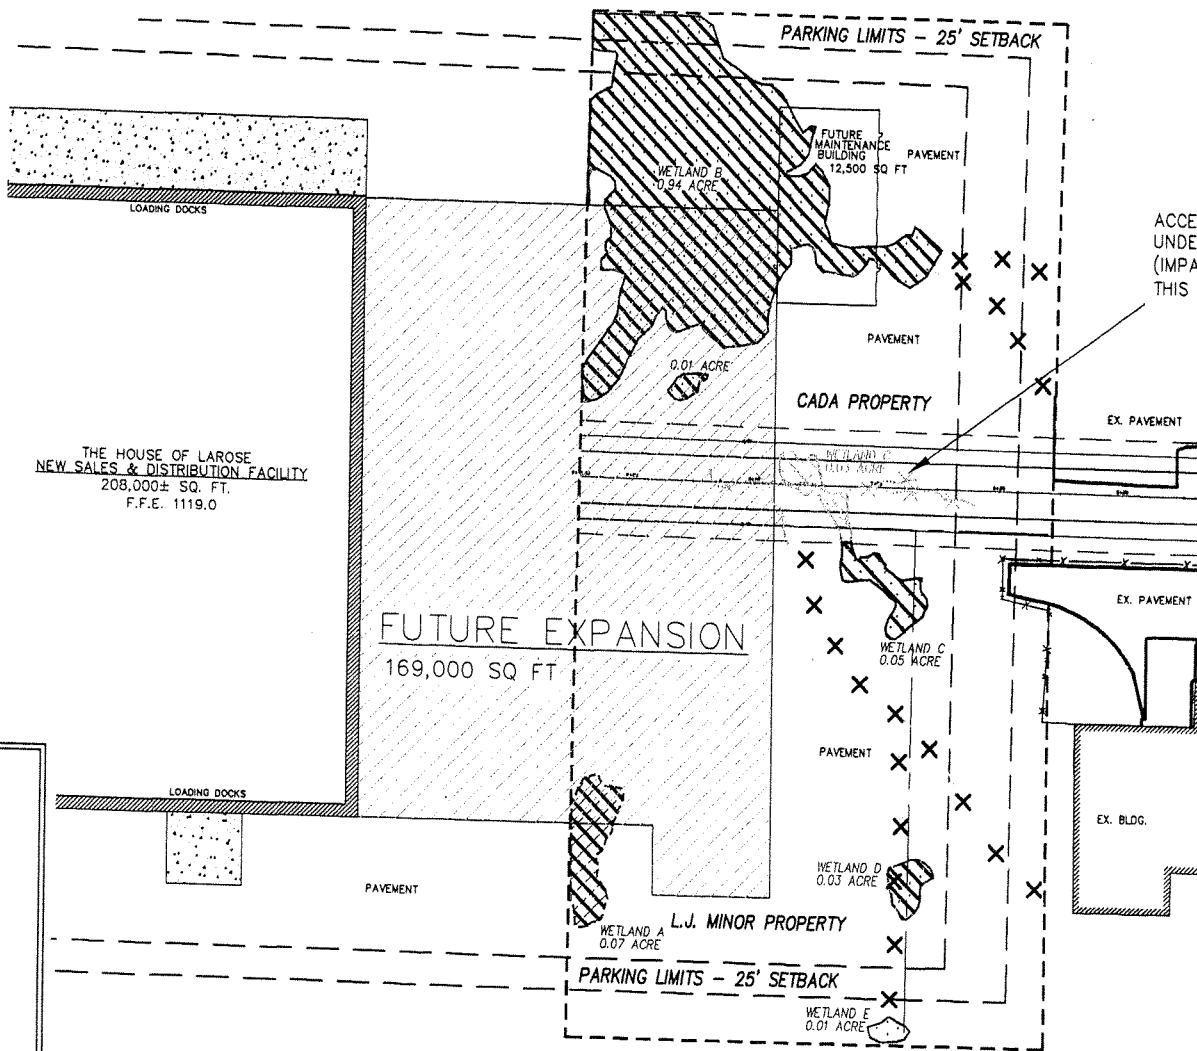 PARKING LIMITS - 25' SETBACK
FUTURE
MAINTENANCE
BUILDING
12,500 SQ FT
PAVEMENT
WETLAND B
0.94 ACRE
LOADING DOCKS
ACCE
UNDE
(IMPA
THIS
PAVEMENT
0.01 ACRE
CADA PROPERTY
EX. PAVEMENT
THE HOUSE OF LAROSE
NEW SALES & DISTRIBUTION FACILITY
208,000± SQ. FT.
F.F.E. 1119.0
WETLAND C
0.03 ACRE
EX. PAVEMENT
FUTURE EXPANSION
169,000 SQ FT
WETLAND C
0.05 ACRE
PAVEMENT
LOADING DOCKS
EX. BLDG.
WETLAND D
0.03 ACRE
PAVEMENT
L.J. MINOR PROPERTY
WETLAND A
0.07 ACRE
PARKING LIMITS - 25' SETBACK
WETLAND E
0.01 ACRE